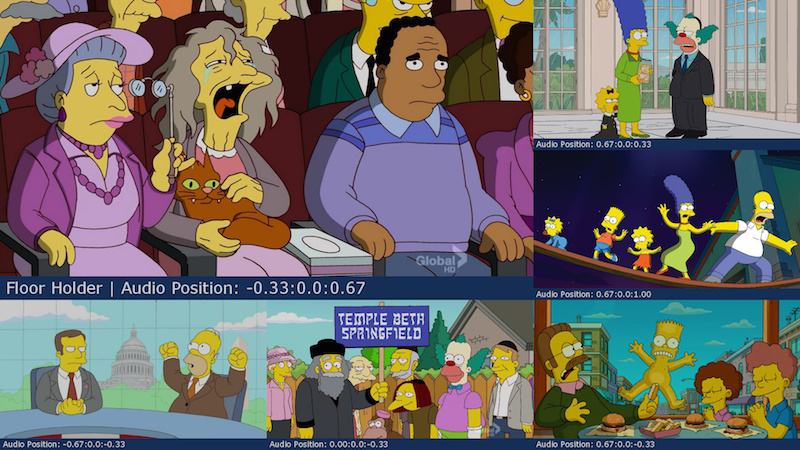 Audio Position: 0.67:0.0:0.33
Global
HD
Floor Holder | Audio Position: -0.33:0.0:0.67
Audio Position: 0.67:0.0:1.00
TEMPLE BETH
SPRINGFIELD
Audio Position: -0.67:0.0:-0.33
Audio Position: 0.00:0.0:-0.33
Audio Position: 0.67:0.0:-0.33